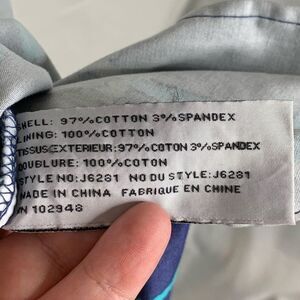 SHELL: 97%COTTON 3%SPANDEX
LINING: 100%COTTON
TISSUS EXTERIEUR:97%COTON 3%SPANDEX
DOUBLURE: 100%COTON
STYLE NO:J6281 NO DU STYLE:J6281
MADE IN CHINA FABRIQUE EN CHINE
RN 102948